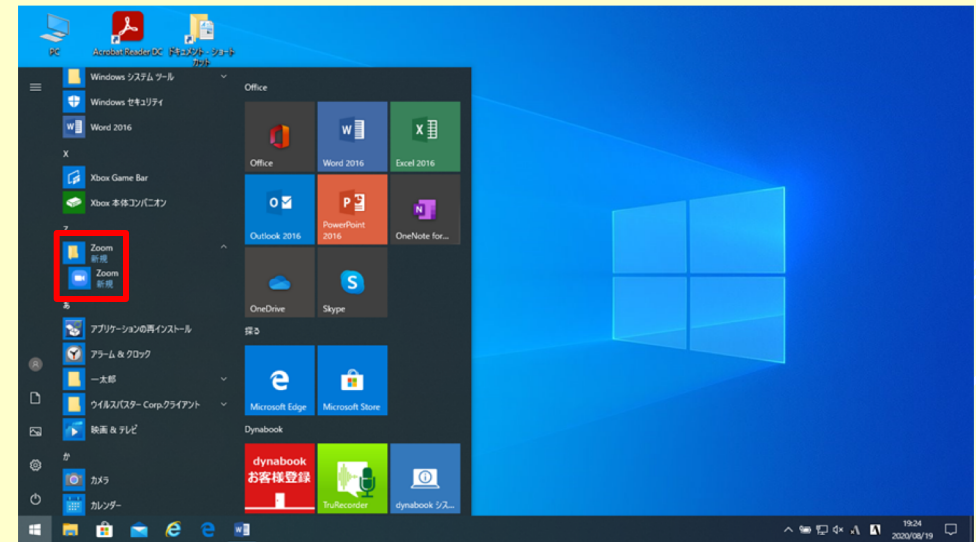 PC
Acrobat Reader DC
ドキュメント - ショート
カット
Windows システム ツール
Windows セキュリティ
Word 2016
X
Xbox Game Bar
Xbox 本体コンパニオン
Z
Zoom
新規
Zoom
新規
あ
アプリケーションの再インストール
アラーム & クロック
一太郎
ウイルスバスター Corp.クライアント
映画 & テレビ
か
カメラ
カレンダー
Office
Office
Word 2016
Excel 2016
Outlook 2016
PowerPoint
2016
OneNote for...
OneDrive
Skype
探る
Microsoft Edge
Microsoft Store
Dynabook
dynabook
お客様登録
TruRecorder
dynabook シス...
19:24
2020/08/19